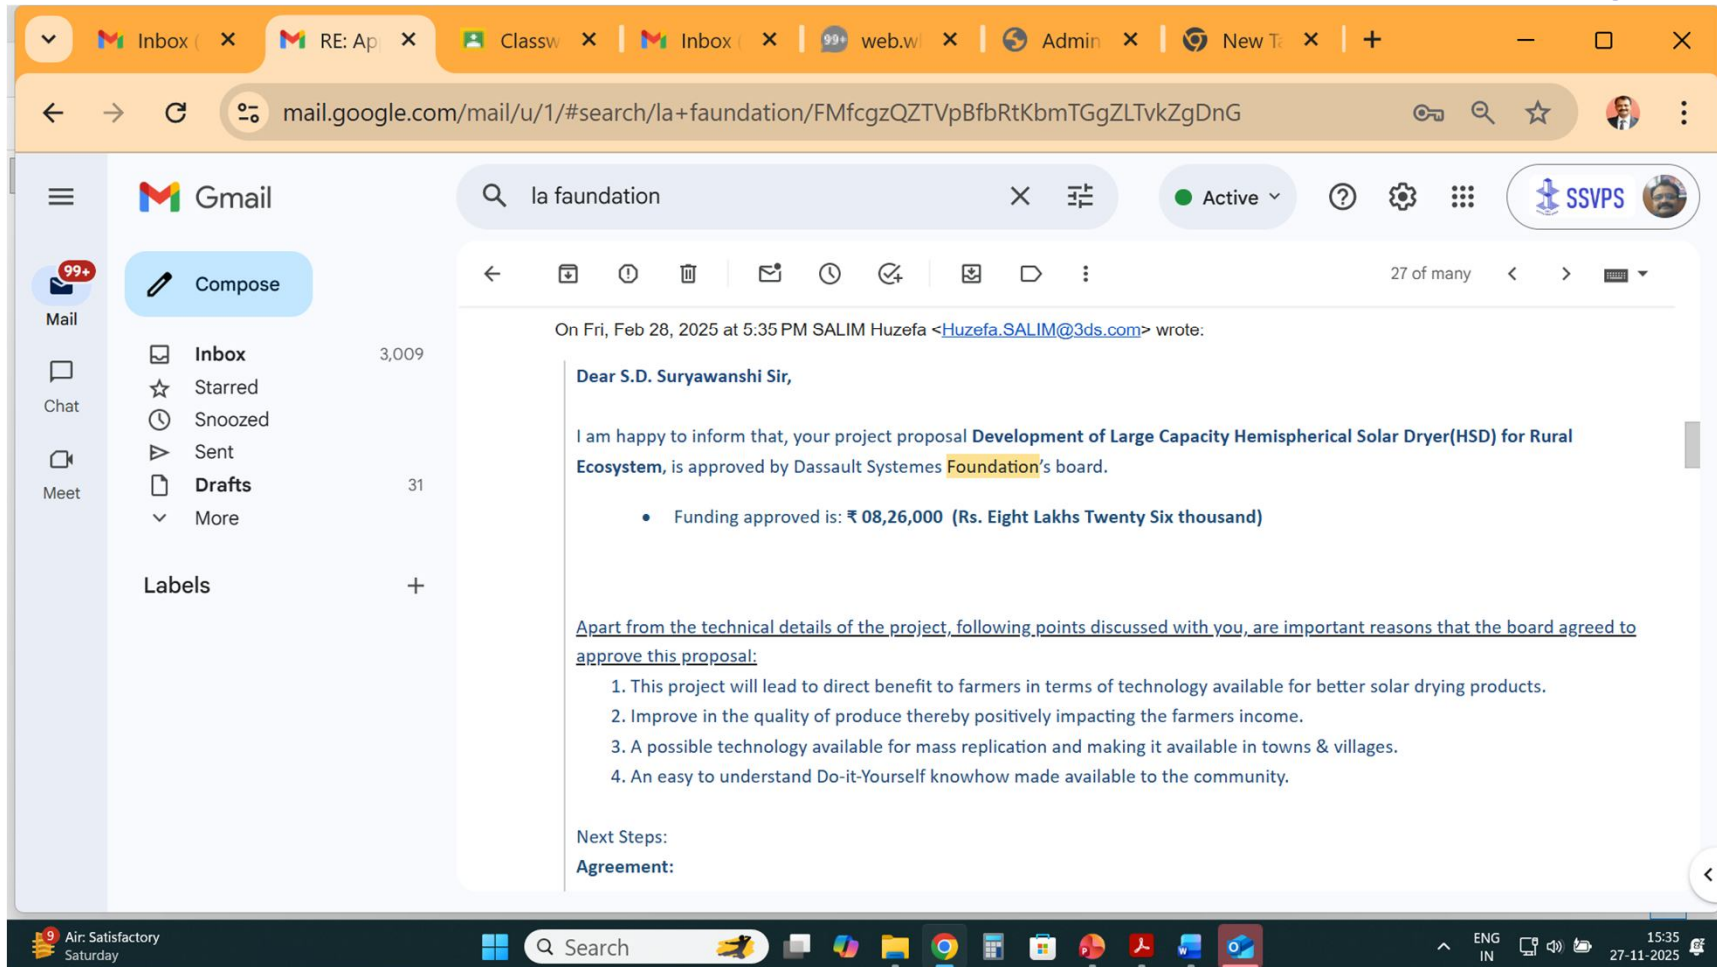 Inbox (
RE: Ap
Classw
Inbox (
99+
web.w
Admin
New Ta
mail.google.com/mail/u/1/#search/la+faundation/FMfcgzQZTVpBfbRtKbmTGgZLTvkZgDnG
Gmail
la faundation
Active
SSVPS
99+
Mail
Chat
Meet
Compose
Inbox 3,009
Starred
Snoozed
Sent
Drafts 31
More
Labels
27 of many
On Fri, Feb 28, 2025 at 5:35 PM SALIM Huzefa <Huzefa.SALIM@3ds.com> wrote:
Dear S.D. Suryawanshi Sir,
I am happy to inform that, your project proposal Development of Large Capacity Hemispherical Solar Dryer(HSD) for Rural
Ecosystem, is approved by Dassault Systemes Foundation's board.
• Funding approved is: ₹ 08,26,000 (Rs. Eight Lakhs Twenty Six thousand)
Apart from the technical details of the project, following points discussed with you, are important reasons that the board agreed to
approve this proposal:
1. This project will lead to direct benefit to farmers in terms of technology available for better solar drying products.
2. Improve in the quality of produce thereby positively impacting the farmers income.
3. A possible technology available for mass replication and making it available in towns & villages.
4. An easy to understand Do-it-Yourself knowhow made available to the community.
Next Steps:
Agreement:
9
Air: Satisfactory
Saturday
Search
ENG
IN
15:35
27-11-2025